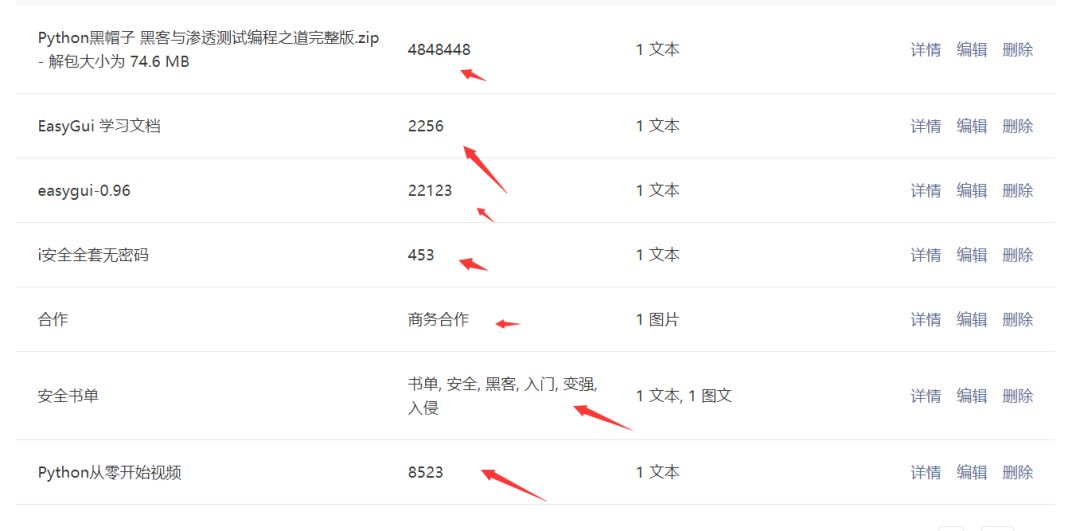 Python黑帽子 黑客与渗透测试编程之道完整版.zip
- 解包大小为 74.6 MB
4848448
1 文本
详情 编辑 删除
EasyGui 学习文档
2256
1 文本
详情 编辑 删除
easygui-0.96
22123
1 文本
详情 编辑 删除
i安全全套无密码
453
1 文本
详情 编辑 删除
合作
商务合作
1 图片
详情 编辑 删除
安全书单
书单, 安全, 黑客, 入门, 变强,
入侵
1 文本, 1 图文
详情 编辑 删除
Python从零开始视频
8523
1 文本
详情 编辑 删除